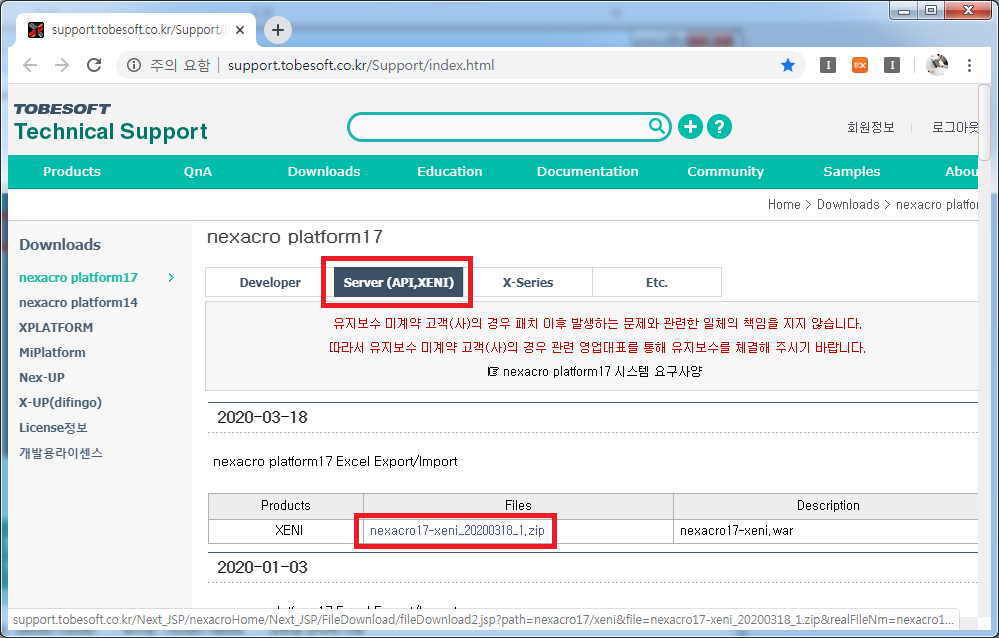 support.tobesoft.co.kr/Support/
주의 요함 | support.tobesoft.co.kr/Support/index.html
TOBESOFT
Technical Support
회원정보 | 로그아웃
Products QnA Downloads Education Documentation Community Samples Abou
Home > Downloads > nexacro platfor
Downloads
nexacro platform17
nexacro platform14
XPLATFORM
MiPlatform
Nex-UP
X-UP(difingo)
License정보
개발용라이센스
nexacro platform17
Developer Server (API,XENI) X-Series Etc.
유지보수 미계약 고객(사)의 경우 패치 이후 발생하는 문제와 관련한 일체의 책임을 지지 않습니다.
따라서 유지보수 미계약 고객(사)의 경우 관련 영업대표를 통해 유지보수를 체결해 주시기 바랍니다.
☞ nexacro platform17 시스템 요구사양
2020-03-18
nexacro platform17 Excel Export/Import
Products Files Description
XENI nexacro17-xeni_20200318_1.zip nexacro17-xeni.war
2020-01-03
nexacro platform17 Excel Export/Import
support.tobesoft.co.kr/Next_JSP/nexacroHome/Next_JSP/FileDownload/fileDownload2.jsp?path=nexacro17/xeni&file=nexacro17-xeni_20200318_1.zip&realFileNm=nexacro1...